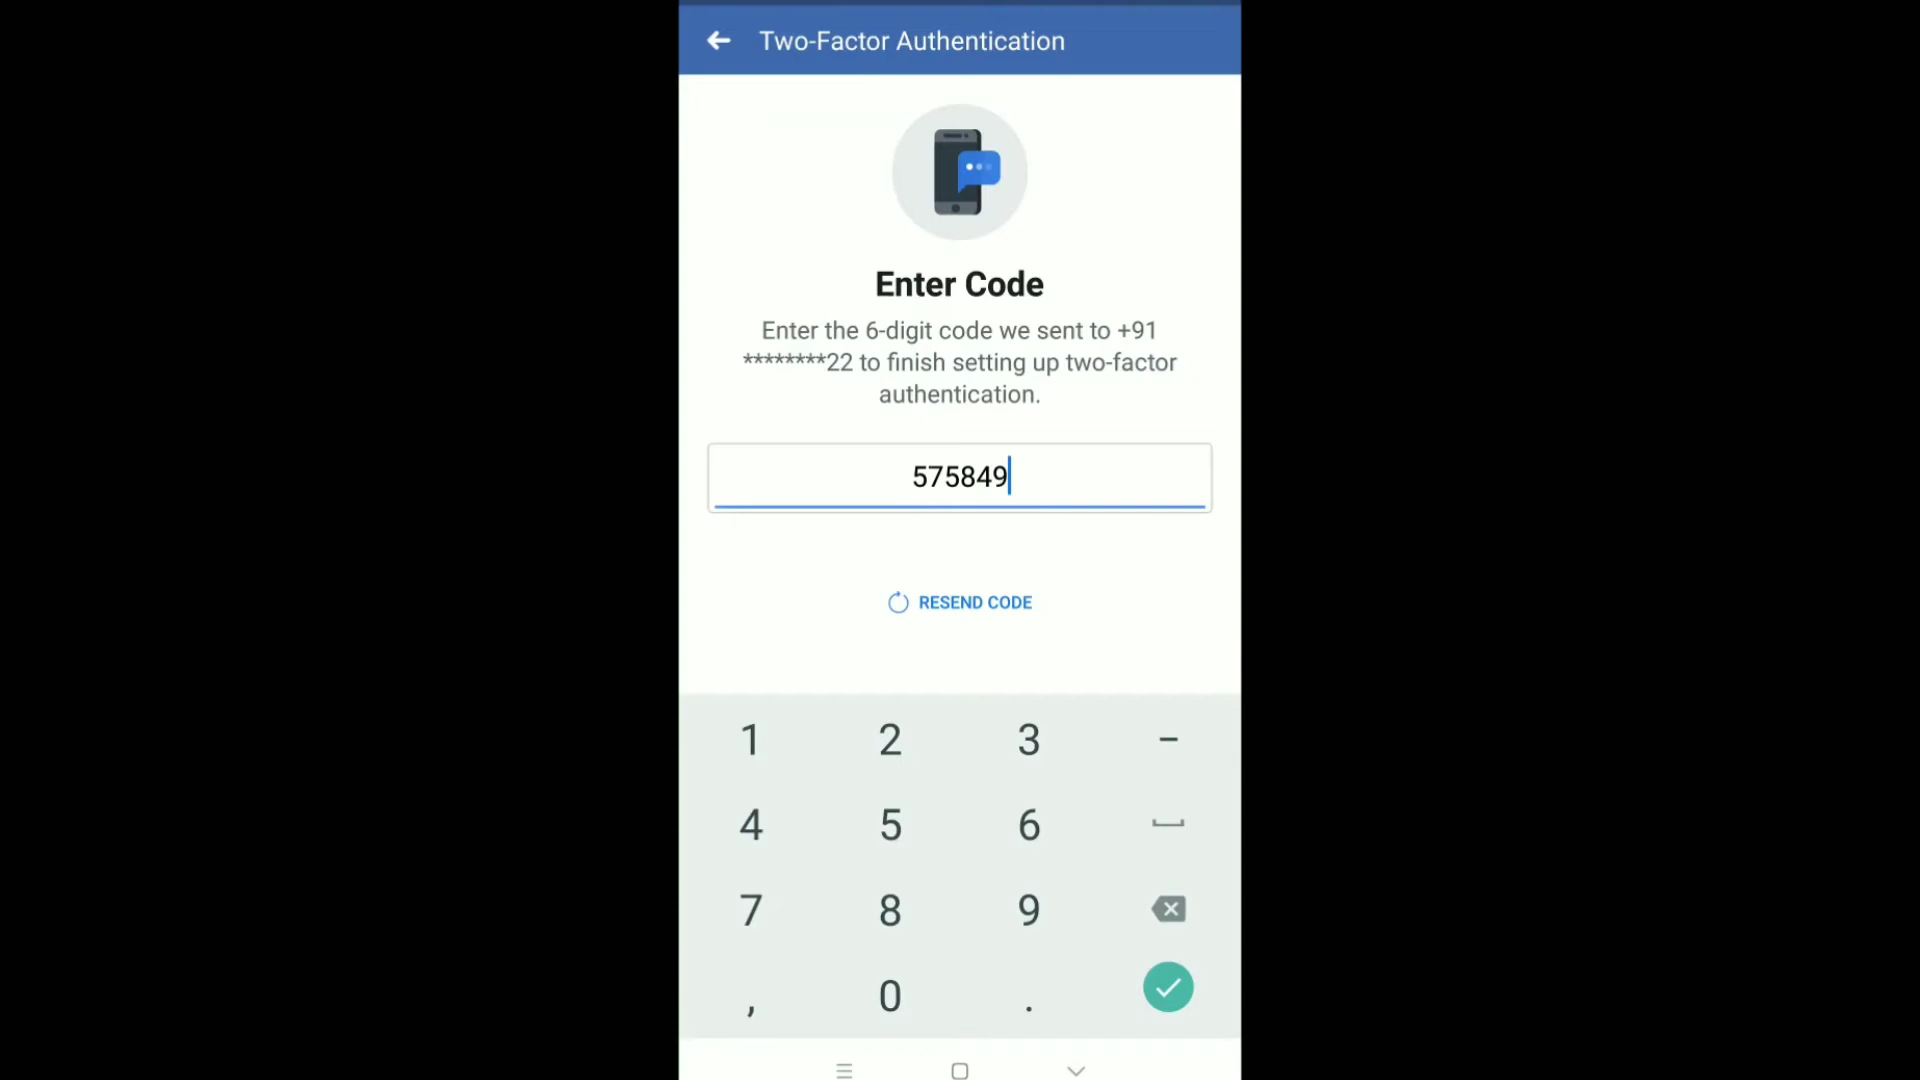 Two-Factor Authentication
Enter Code
Enter the 6-digit code we sent to +91
********22 to finish setting up two-factor
authentication.
575849
RESEND CODE
1 2 3 -
4 5 6
7 8 9
, 0 .